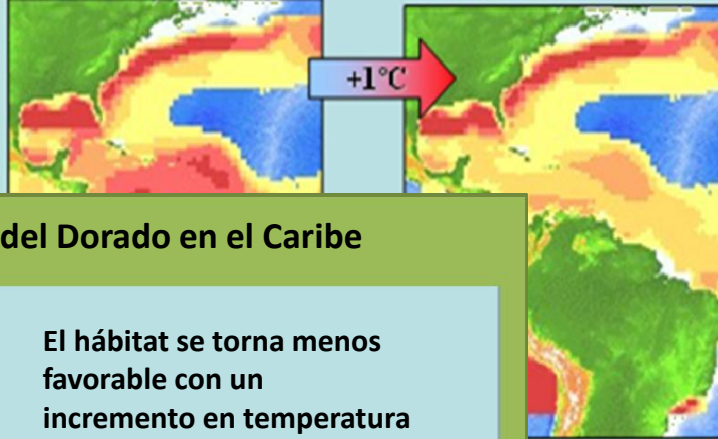 +1°C
del Dorado en el Caribe
El hábitat se torna menos
favorable con un
incremento en temperatura